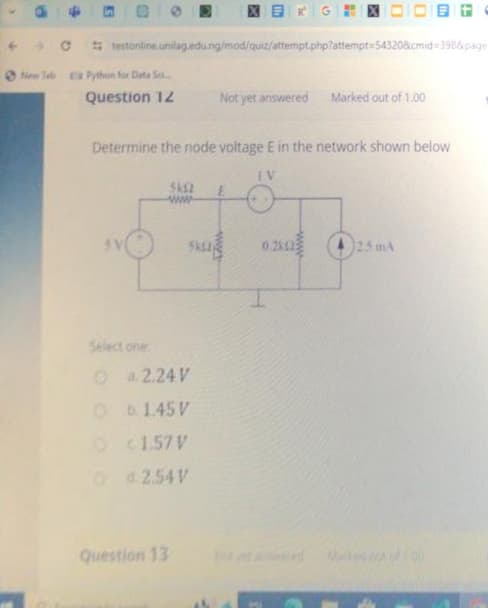 testonline.unilag.edu.ng/mod/quiz/attempt.php?attempt=54320&cmid=398&page
New Tab Python for Data Sci...
Question 12 Not yet answered Marked out of 1.00
Determine the node voltage E in the network shown below
1 V
5kΩ E
5kΩ 0.2kΩ 2.5 mA
Select one:
a. 2.24 V
b. 1.45 V
c. 1.57 V
d. 2.54 V
Question 13 Not yet answered Marked out of 1.00